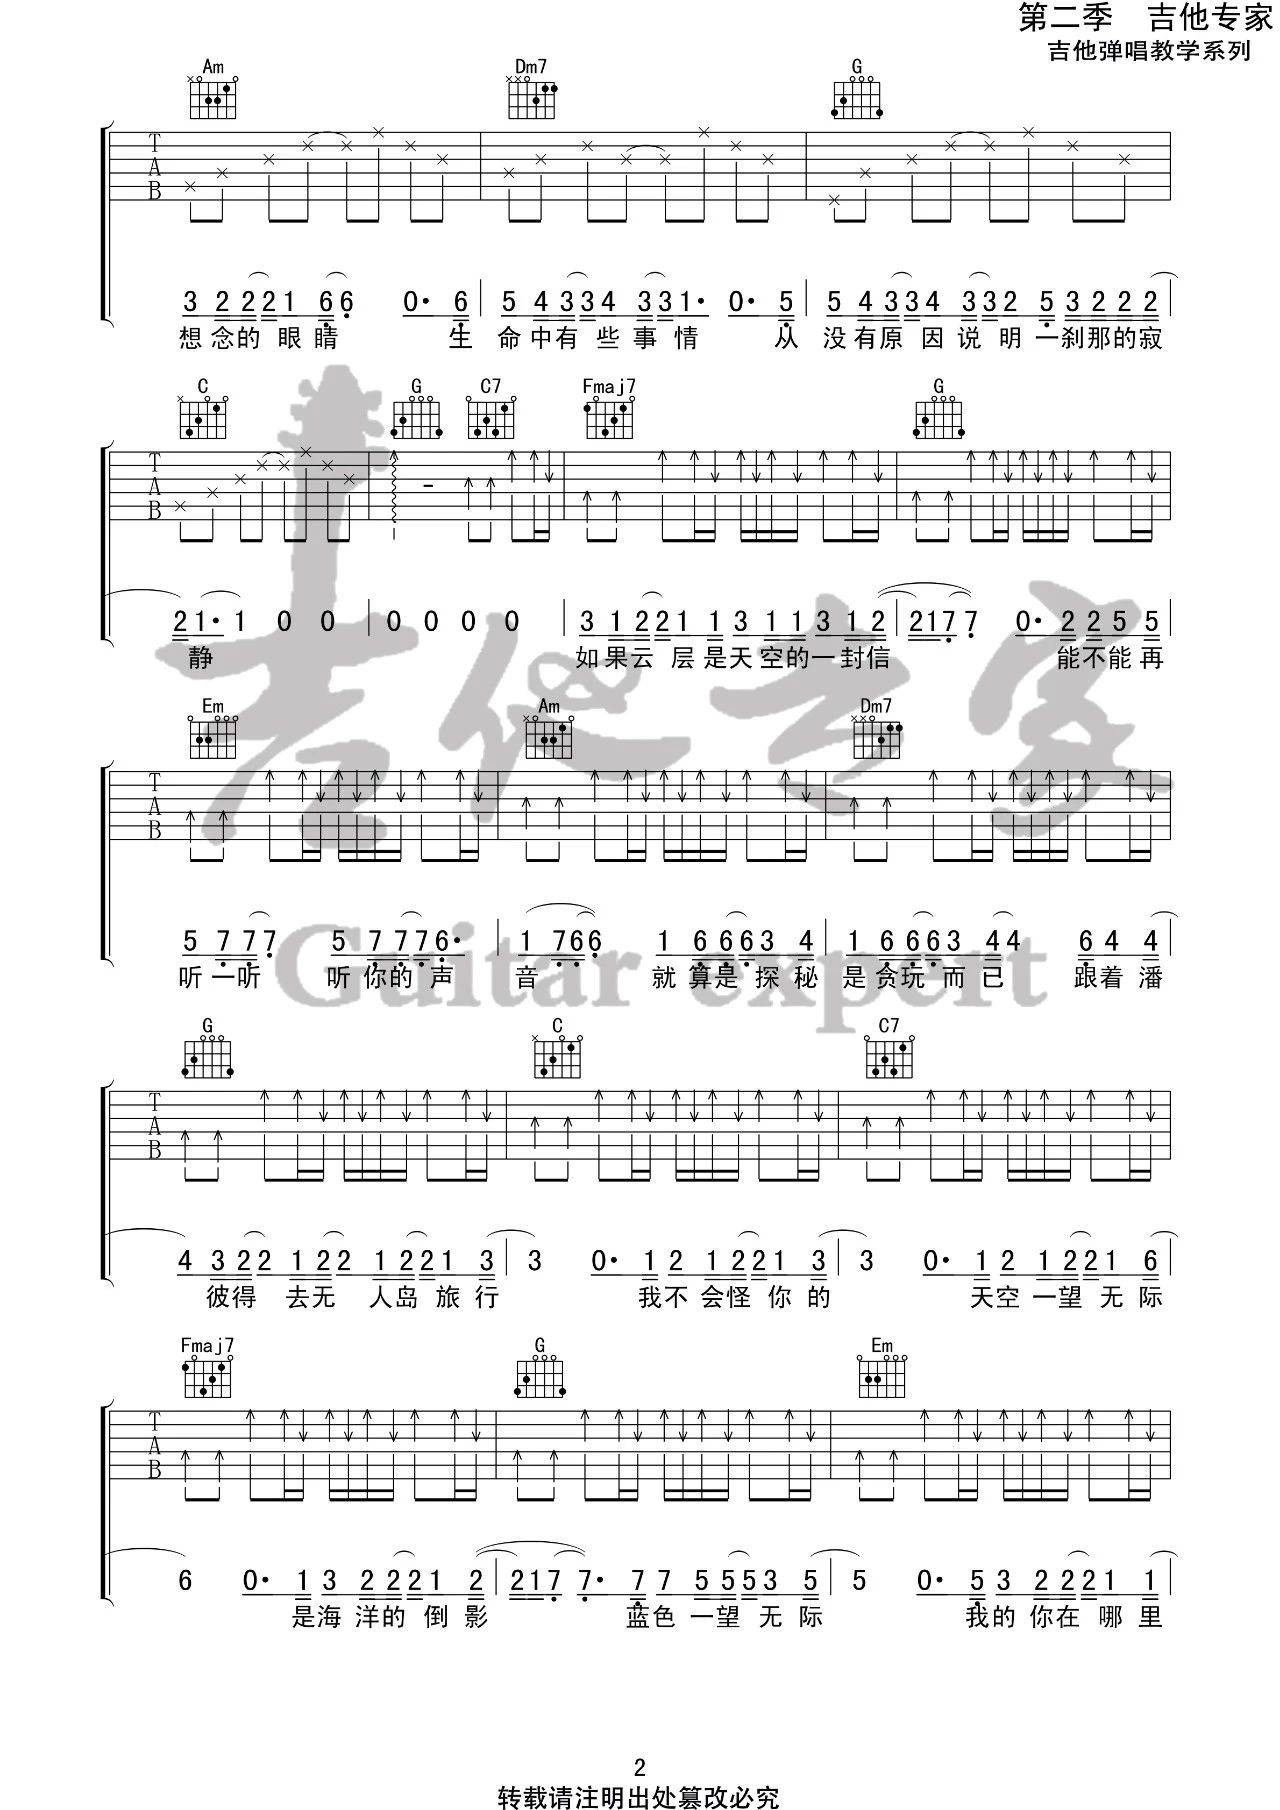 第二季　吉他专家
吉他弹唱教学系列
Am Dm7 G
T A B
3 2 2 2 1 6 6 0· 6 5 4 3 3 4 3 3 1· 0· 5 5 4 3 3 4 3 3 2 5 3 2 2 2
想念的眼睛 生 命中有些事情 从 没有原因说明一刹那的寂
C G C7 Fmaj7 G
T A B
2 1· 1 0 0 0 0 0 0 3 1 2 2 1 1 3 1 1 3 1 2 2 1 7 7 0· 2 2 5 5
静 如果云层是天空的一封信 能不能再
Em Am Dm7
T A B
5 7 7 7 5 7 7 7 6· 1 7 6 6 1 6 6 6 3 4 1 6 6 6 3 4 4 6 4 4
听一听 听你的声 音 就算是探秘 是贪玩而已 跟着潘
G C C7
T A B
4 3 2 2 1 2 2 1 2 2 1 3 3 0· 1 2 1 2 2 1 3 3 0· 1 2 1 2 2 1 6
彼得 去无 人岛旅行 我不会怪你的 天空一望无际
Fmaj7 G Em
T A B
6 0· 1 3 2 2 2 1 2 2 1 7 7· 7 7 5 5 5 3 5 5 0· 5 3 2 2 2 1 1
是海洋的倒影 蓝色一望无际 我的你在哪里
吉他专家
Guitar expert
2
转载请注明出处篡改必究